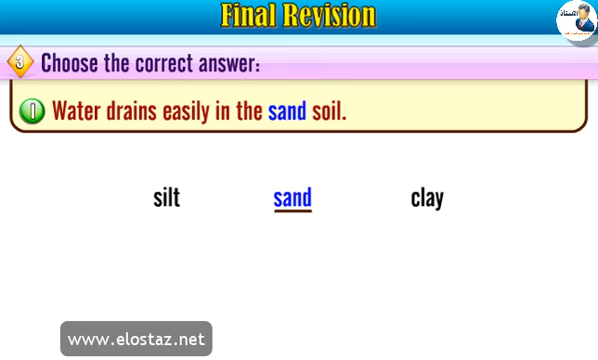 Final Revision
الأستاذ
3 Choose the correct answer:
1 Water drains easily in the sand soil.
silt sand clay
www.elostaz.net